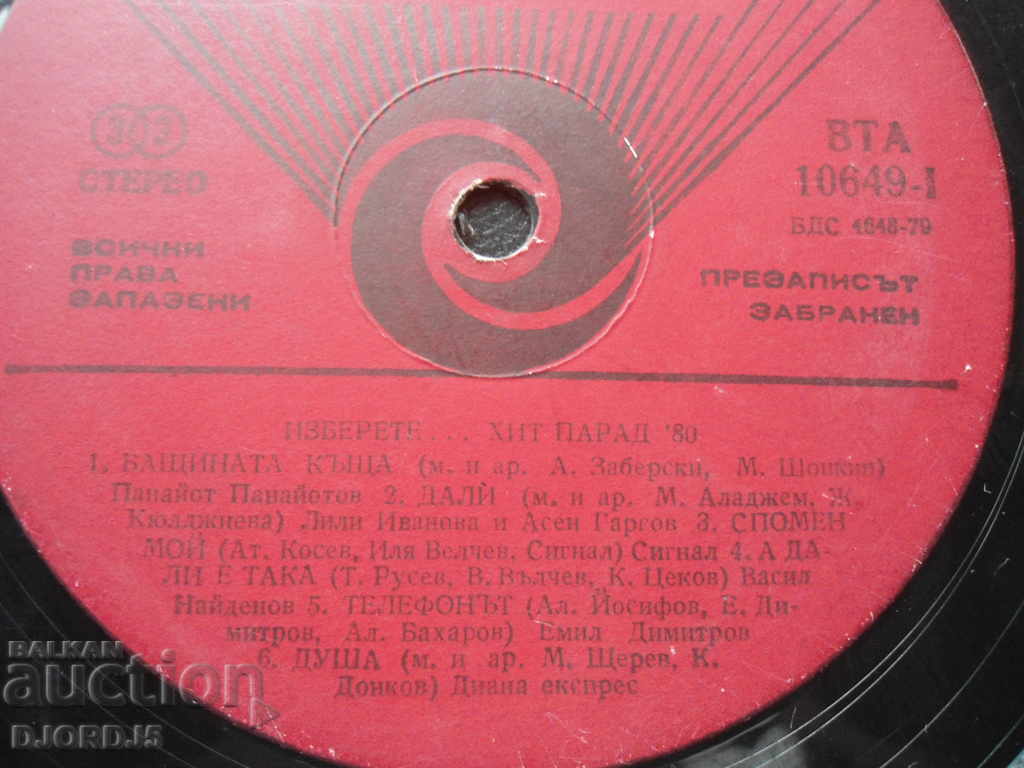 33
СТЕРЕО
ВСИЧКИ
ПРАВА
ЗАПАЗЕНИ
ВТА
10649-I
БДС 4648-79
ПРЕЗАПИСЪТ
ЗАБРАНЕН
ИЗБЕРЕТЕ... ХИТ ПАРАД '80
1. БАЩИНАТА КЪЩА (м. и ар. А. Заберски, М. Шопкин)
Панайот Панайотов 2. ДАЛИ (м. и ар. М. Аладжем, Ж.
Кюлджиева) Лили Иванова и Асен Гаргов 3. СПОМЕН
МОЙ (Ат. Косев, Иля Велчев, Сигнал) Сигнал 4. А ДА-
ЛИ Е ТАКА (Т. Русев, В. Вълчев, К. Цеков) Васил
Найденов 5. ТЕЛЕФОНЪТ (Ал. Йосифов, Е. Ди-
митров, Ал. Бахаров) Емил Димитров
6. ДУША (м. и ар. М. Щерев, К.
Донков) Диана експрес
BALKAN
auction
DJORDJ5